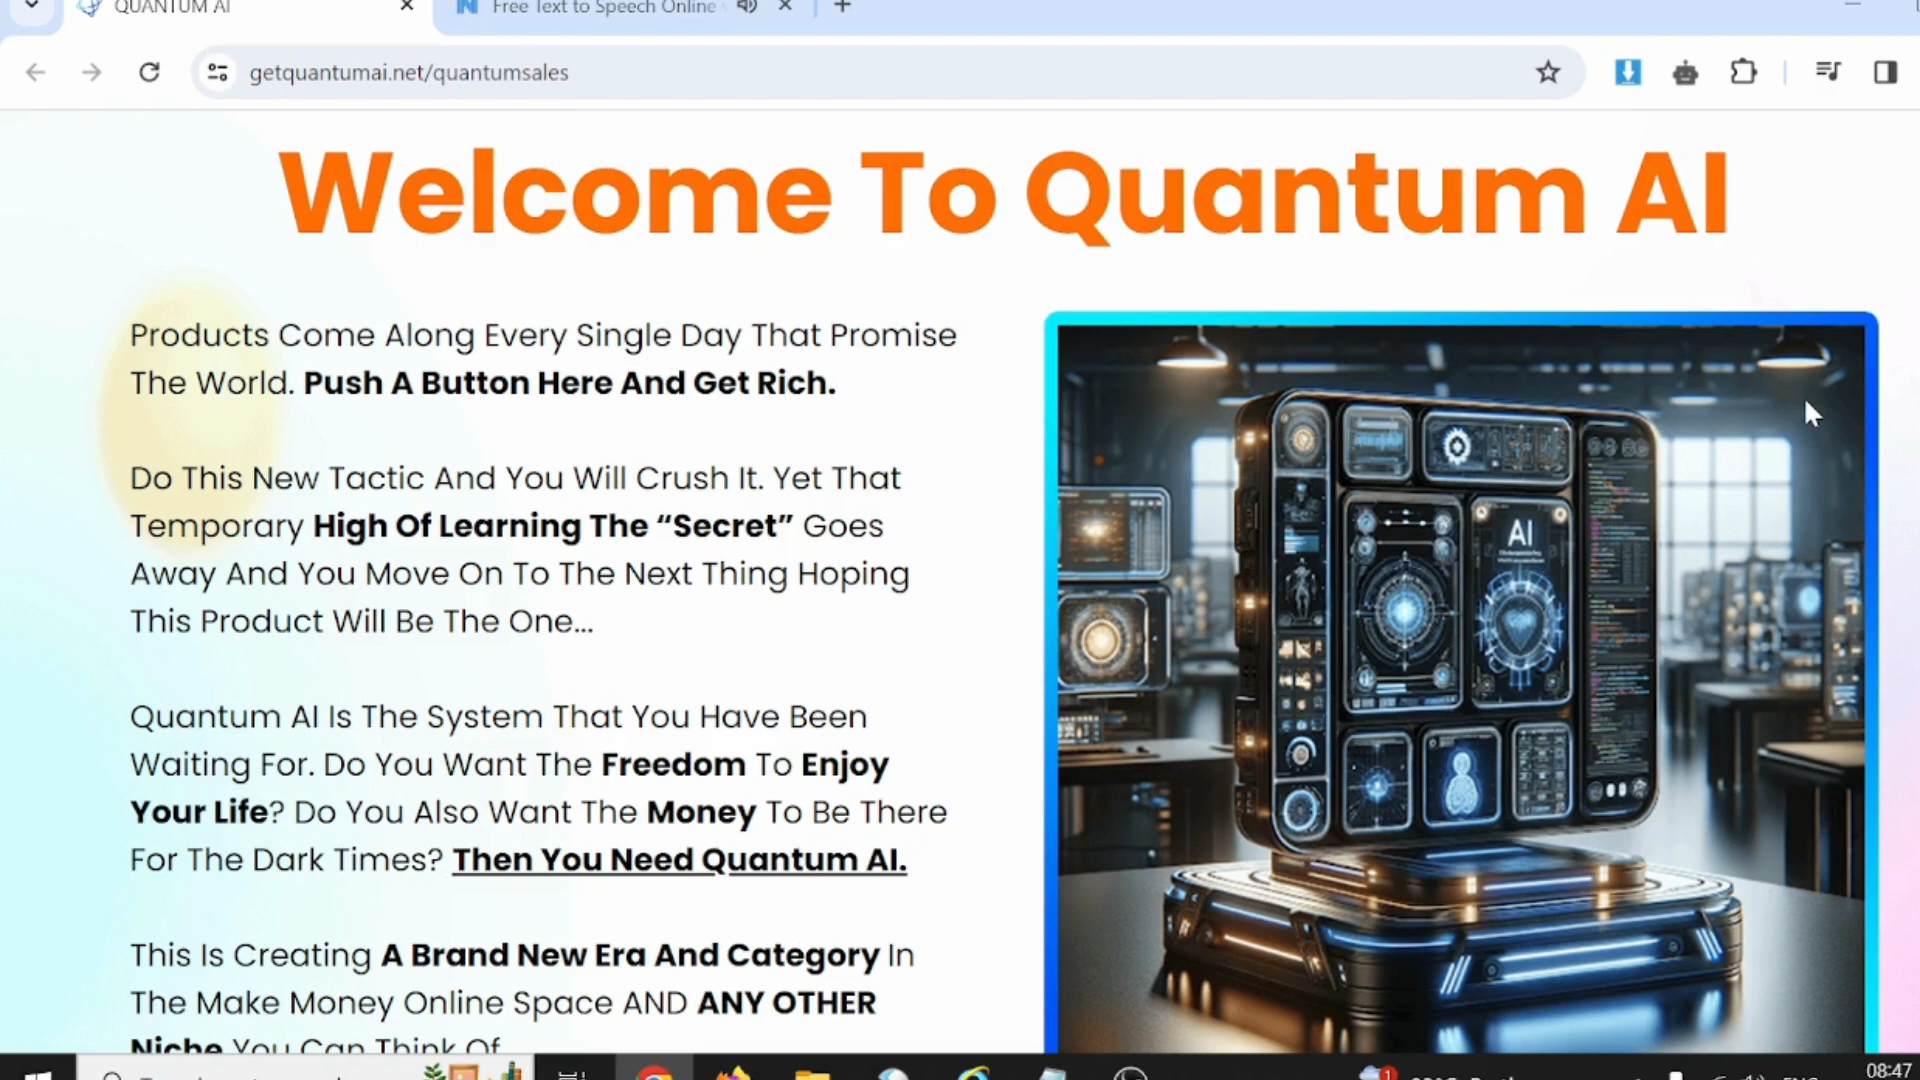 QUANTUM AI
Free Text to Speech Online
getquantumai.net/quantumsales
Welcome To Quantum AI
Products Come Along Every Single Day That Promise
The World. Push A Button Here And Get Rich.
Do This New Tactic And You Will Crush It. Yet That
Temporary High Of Learning The “Secret” Goes
Away And You Move On To The Next Thing Hoping
This Product Will Be The One...
Quantum AI Is The System That You Have Been
Waiting For. Do You Want The Freedom To Enjoy
Your Life? Do You Also Want The Money To Be There
For The Dark Times? Then You Need Quantum AI.
This Is Creating A Brand New Era And Category In
The Make Money Online Space AND ANY OTHER
Niche You Can Think Of
AI
1
08:47